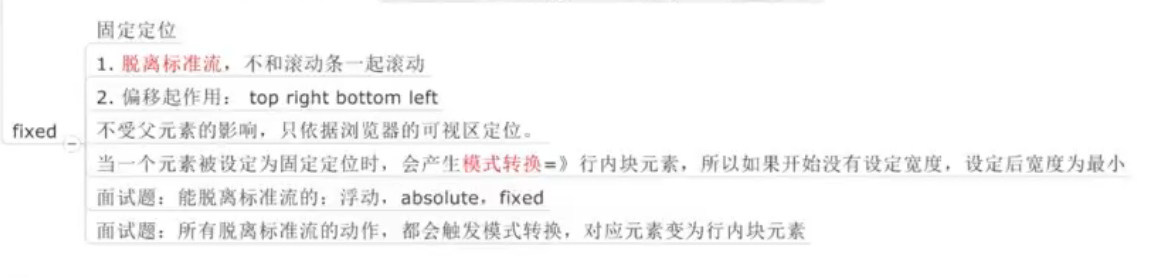 固定定位
1. 脱离标准流，不和滚动条一起滚动
2. 偏移起作用： top right bottom left
fixed
不受父元素的影响，只依据浏览器的可视区定位。
当一个元素被设定为固定定位时，会产生模式转换=》行内块元素，所以如果开始没有设定宽度，设定后宽度为最小
面试题：能脱离标准流的：浮动，absolute，fixed
面试题：所有脱离标准流的动作，都会触发模式转换，对应元素变为行内块元素